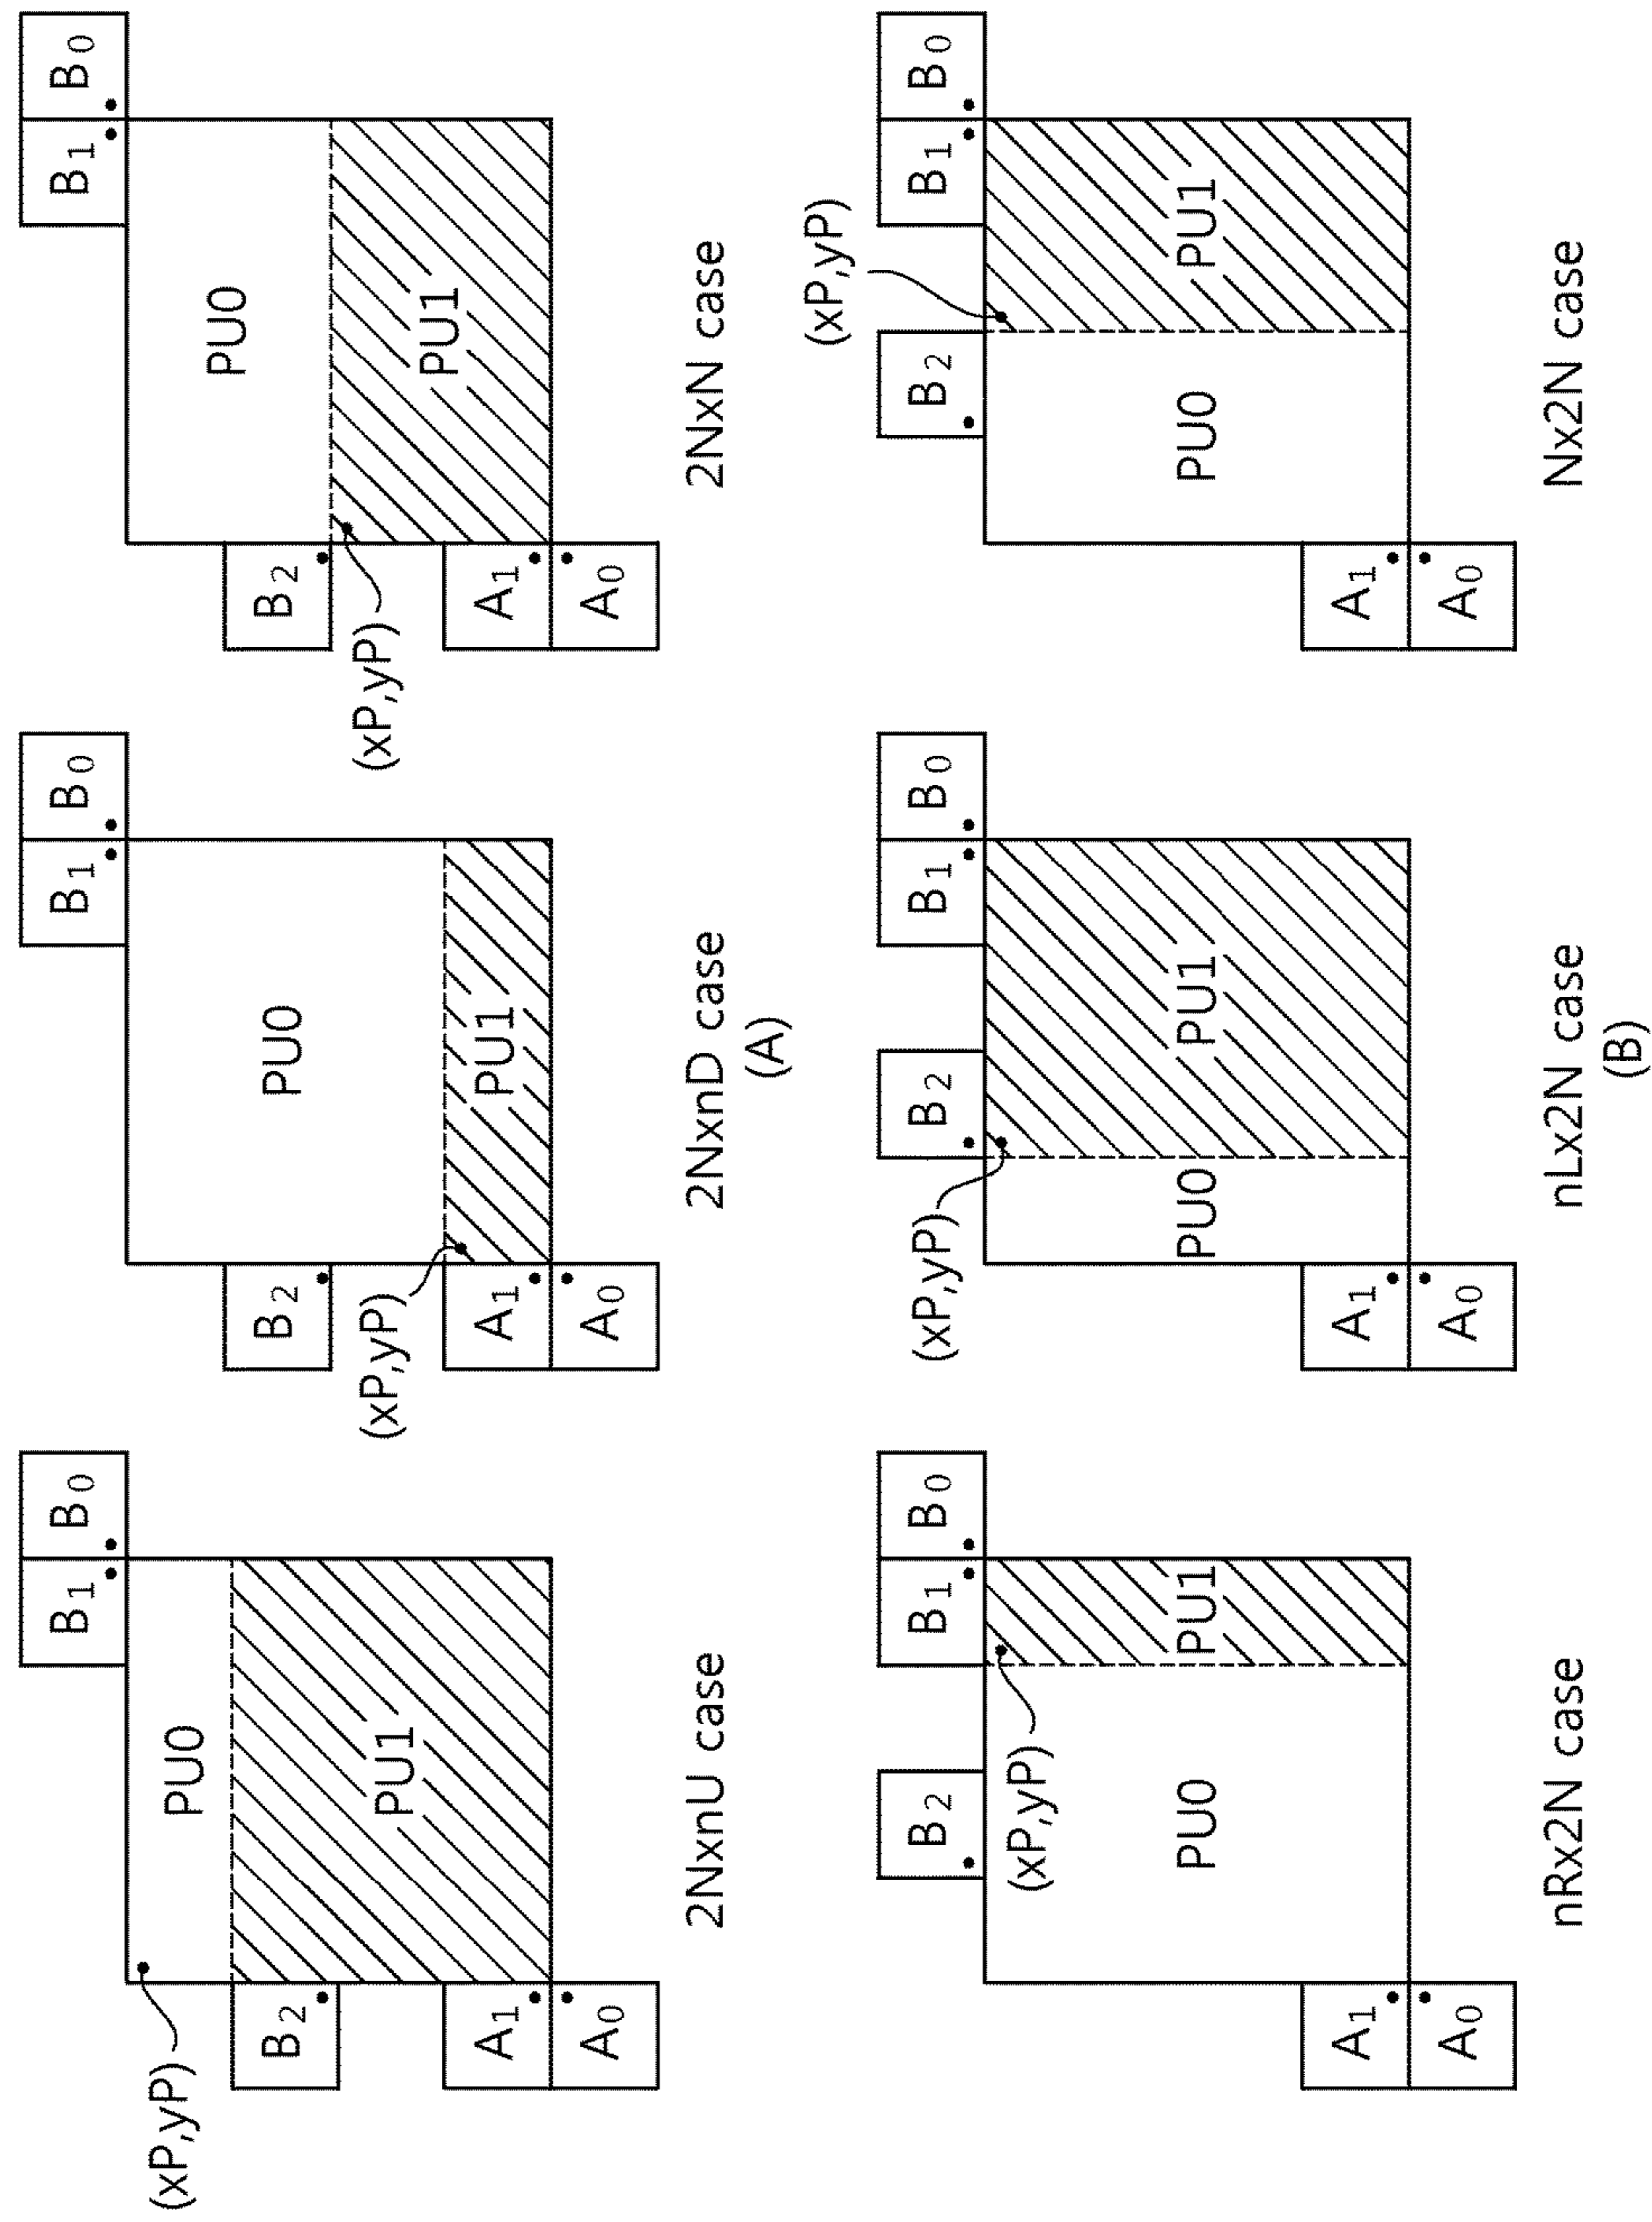 B1 B0
(xP,yP)
PU0
B2
PU1
A1
A0
2NxnU case
B1 B0
PU0
B2
(xP,yP)
PU1
A1
A0
2NxnD case
(A)
B1 B0
PU0
B2
(xP,yP)
PU1
A1
A0
2NxN case
B2 B1 B0
(xP,yP)
PU0 PU1
A1
A0
nRx2N case
B2 B1 B0
(xP,yP)
PU0 PU1
A1
A0
nLx2N case
(B)
(xP,yP)
B2 B1 B0
PU0 PU1
A1
A0
Nx2N case